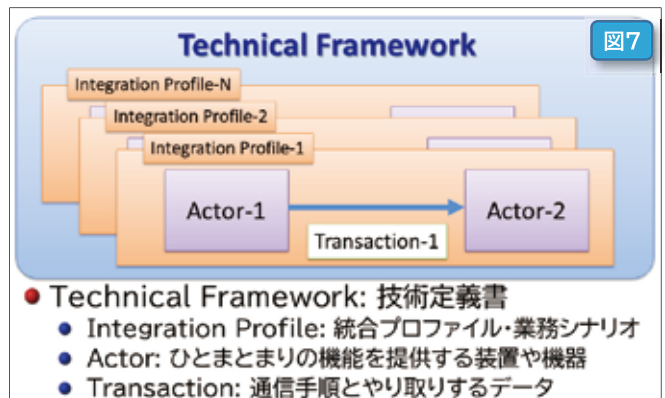 Technical Framework
図7
Integration Profile-N
Integration Profile-2
Integration Profile-1
Actor-1
Actor-2
Transaction-1
Technical Framework: 技術定義書
Integration Profile: 統合プロファイル・業務シナリオ
Actor: ひとまとまりの機能を提供する装置や機器
Transaction: 通信手順とやり取りするデータ